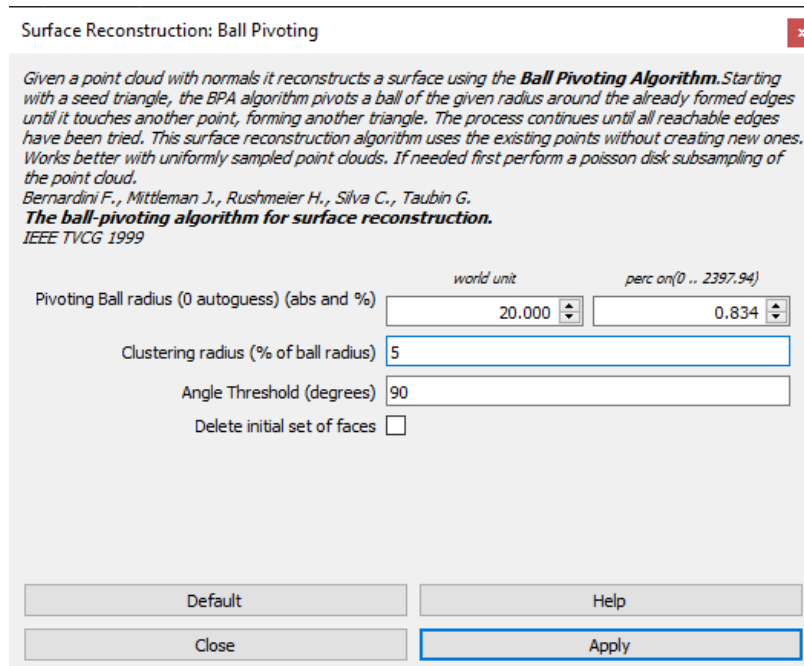 Surface Reconstruction: Ball Pivoting
x
Given a point cloud with normals it reconstructs a surface using the Ball Pivoting Algorithm.Starting
with a seed triangle, the BPA algorithm pivots a ball of the given radius around the already formed edges
until it touches another point, forming another triangle. The process continues until all reachable edges
have been tried. This surface reconstruction algorithm uses the existing points without creating new ones.
Works better with uniformly sampled point clouds. If needed first perform a poisson disk subsampling of
the point cloud.
Bernardini F., Mittleman J., Rushmeier H., Silva C., Taubin G.
The ball-pivoting algorithm for surface reconstruction.
IEEE TVCG 1999
world unit perc on(0 .. 2397.94)
Pivoting Ball radius (0 autoguess) (abs and %) 20.000 0.834
Clustering radius (% of ball radius) 5
Angle Threshold (degrees) 90
Delete initial set of faces
Default Help
Close Apply